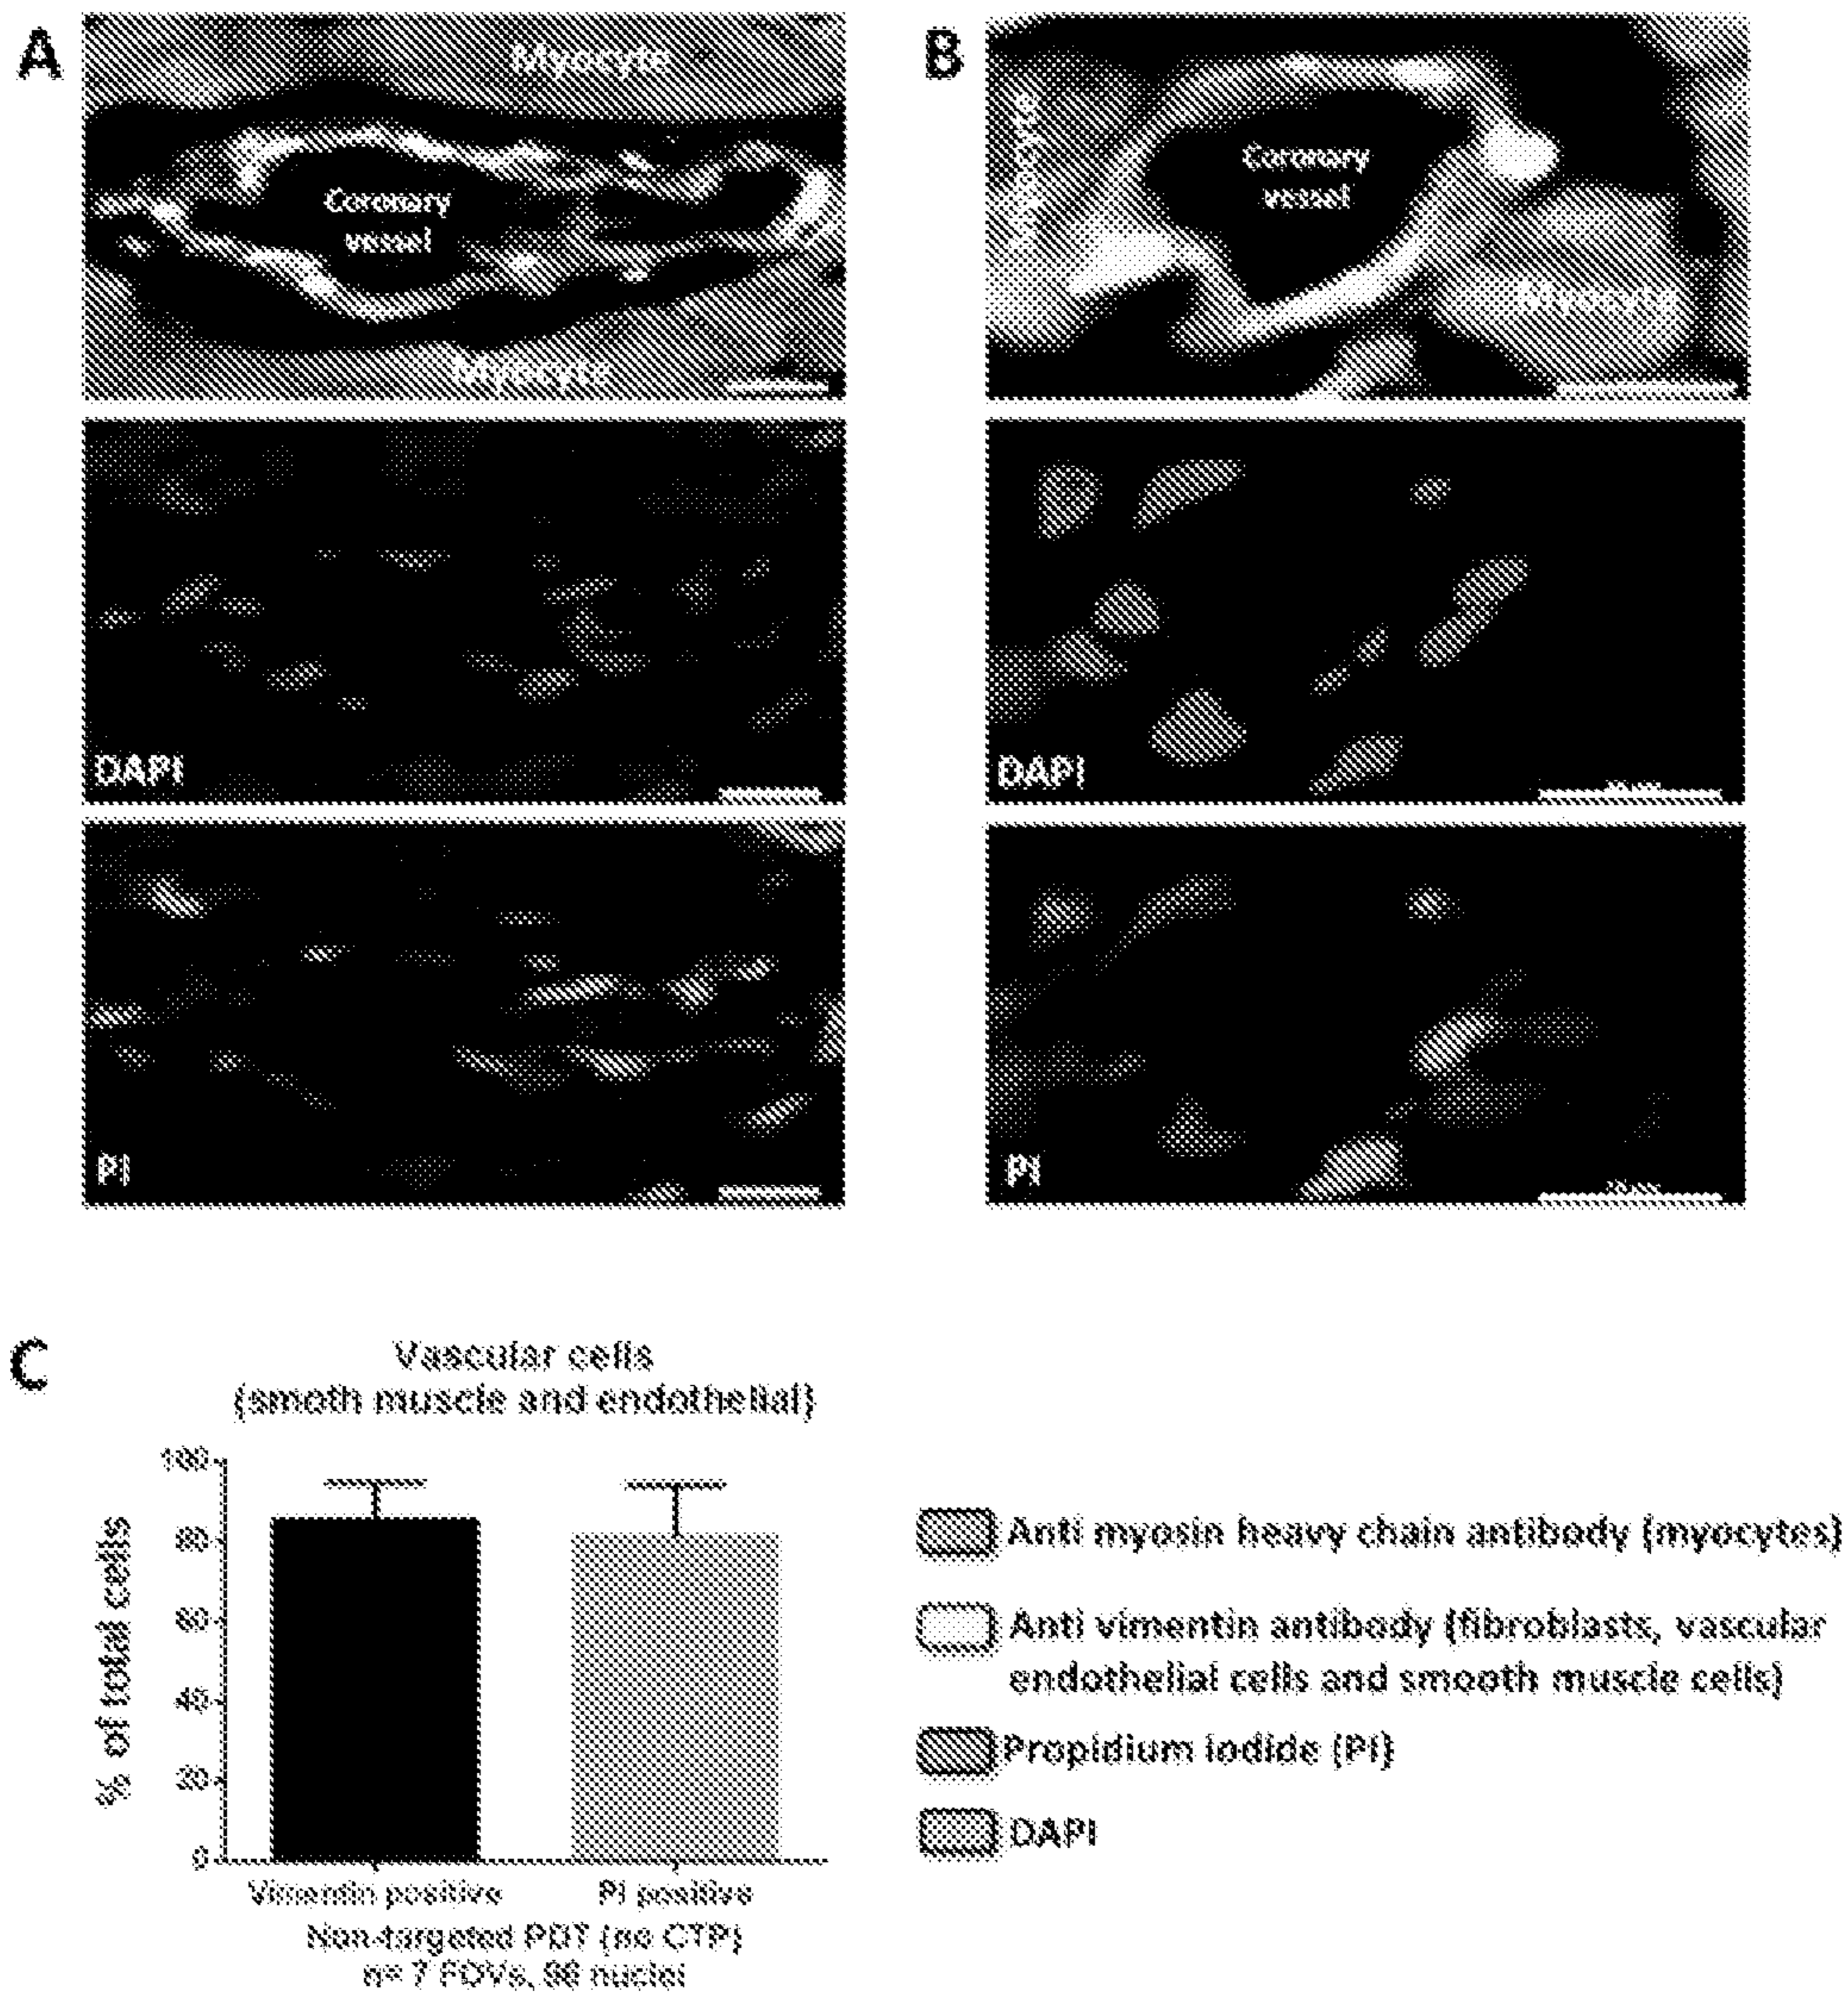 A
Myocyte
Coronary
vessel
Myocyte
DAPI
PI
B
Myocyte
Coronary
vessel
Myocyte
DAPI
PI
C
Vascular cells
(smoth muscle and endothelial)
% of total cells
100
80
60
40
20
0
Vimentin positive
PI positive
Non-targeted PDT (no CTP)
n= 7 FOVs, 98 nuclei
Anti myosin heavy chain antibody (myocytes)
Anti vimentin antibody (fibroblasts, vascular
endothelial cells and smooth muscle cells)
Propidium iodide (PI)
DAPI